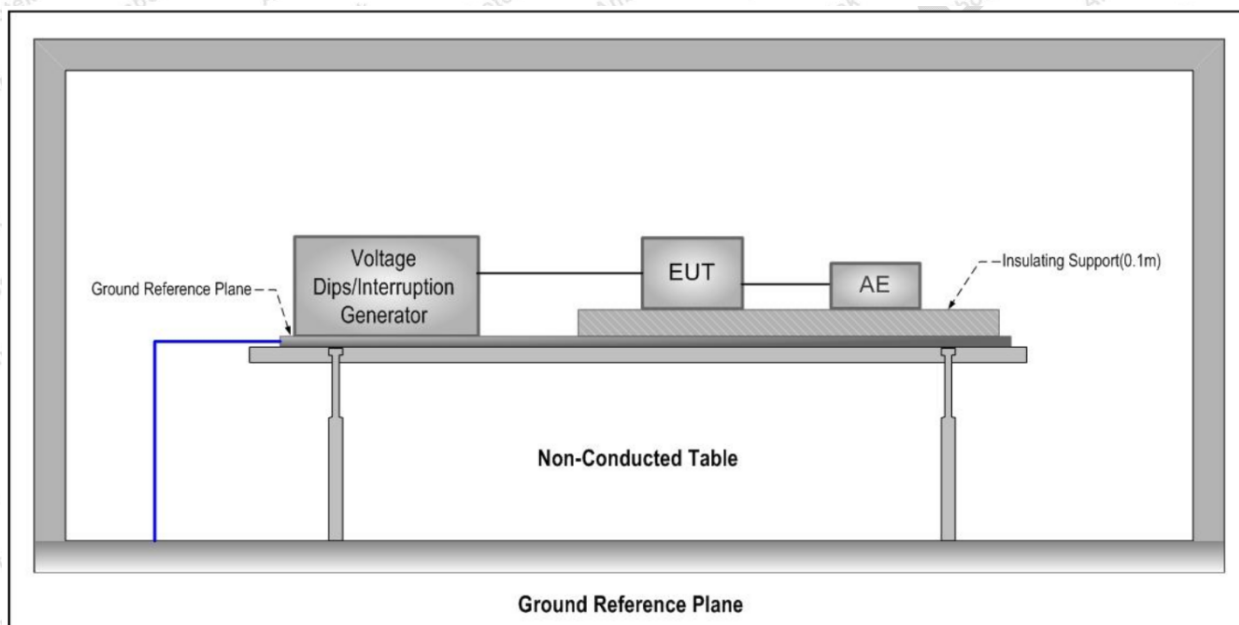 Voltage
Dips/Interruption
Generator
EUT
AE
Insulating Support(0.1m)
Ground Reference Plane
Non-Conducted Table
Ground Reference Plane